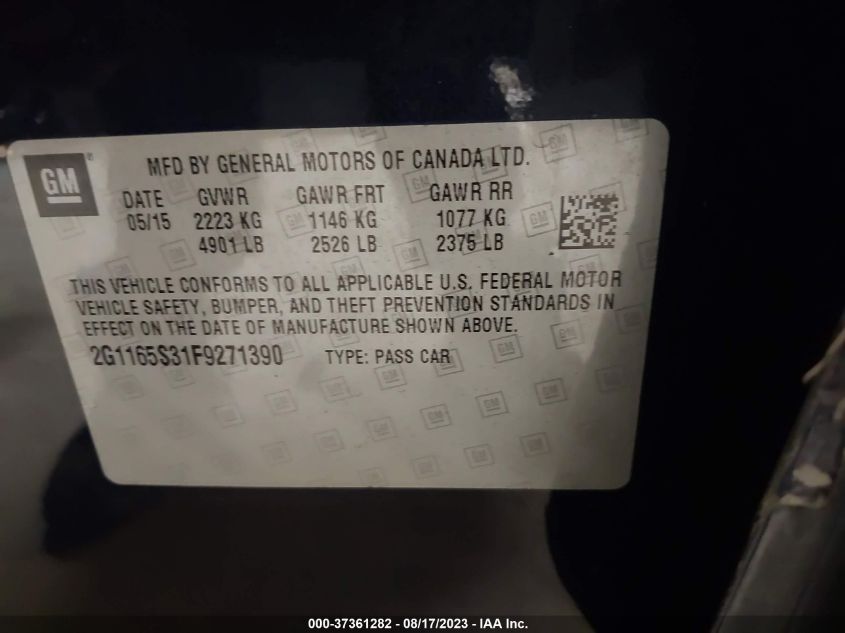 GM ®
MFD BY GENERAL MOTORS OF CANADA LTD.
DATE GVWR GAWR FRT GAWR RR
05/15 2223 KG 1146 KG 1077 KG
4901 LB 2526 LB 2375 LB
THIS VEHICLE CONFORMS TO ALL APPLICABLE U.S. FEDERAL MOTOR
VEHICLE SAFETY, BUMPER, AND THEFT PREVENTION STANDARDS IN
EFFECT ON THE DATE OF MANUFACTURE SHOWN ABOVE.
2G1165S31F9271390 TYPE: PASS CAR
000-37361282 - 08/17/2023 - IAA Inc.